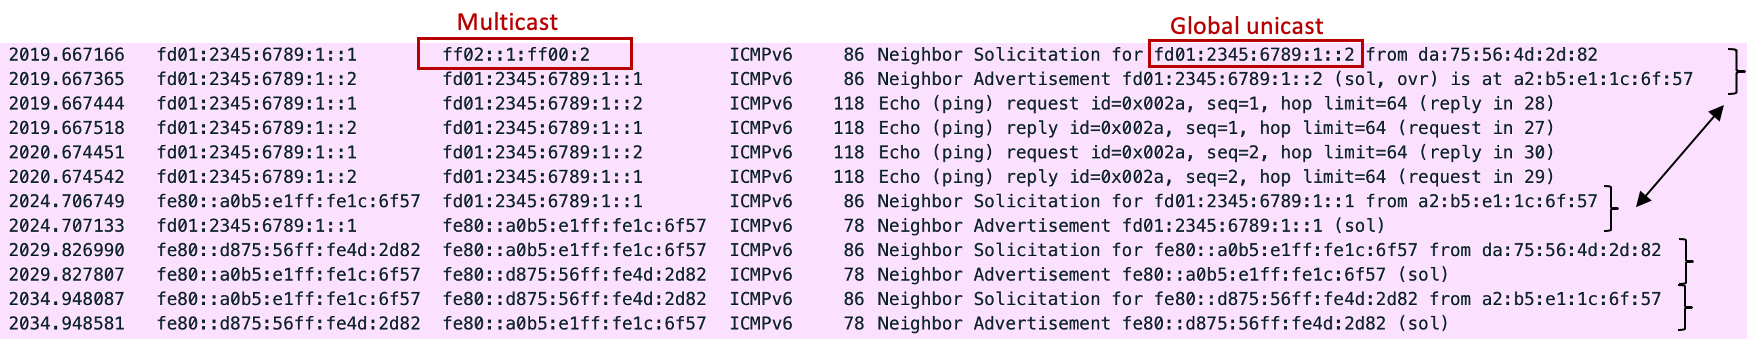 Multicast Global unicast
2019.667166 fd01:2345:6789:1::1 ff02::1:ff00:2 ICMPv6 86 Neighbor Solicitation for fd01:2345:6789:1::2 from da:75:56:4d:2d:82
2019.667365 fd01:2345:6789:1::2 fd01:2345:6789:1::1 ICMPv6 86 Neighbor Advertisement fd01:2345:6789:1::2 (sol, ovr) is at a2:b5:e1:1c:6f:57
2019.667444 fd01:2345:6789:1::1 fd01:2345:6789:1::2 ICMPv6 118 Echo (ping) request id=0x002a, seq=1, hop limit=64 (reply in 28)
2019.667518 fd01:2345:6789:1::2 fd01:2345:6789:1::1 ICMPv6 118 Echo (ping) reply id=0x002a, seq=1, hop limit=64 (request in 27)
2020.674451 fd01:2345:6789:1::1 fd01:2345:6789:1::2 ICMPv6 118 Echo (ping) request id=0x002a, seq=2, hop limit=64 (reply in 30)
2020.674542 fd01:2345:6789:1::2 fd01:2345:6789:1::1 ICMPv6 118 Echo (ping) reply id=0x002a, seq=2, hop limit=64 (request in 29)
2024.706749 fe80::a0b5:e1ff:fe1c:6f57 fd01:2345:6789:1::1 ICMPv6 86 Neighbor Solicitation for fd01:2345:6789:1::1 from a2:b5:e1:1c:6f:57
2024.707133 fd01:2345:6789:1::1 fe80::a0b5:e1ff:fe1c:6f57 ICMPv6 78 Neighbor Advertisement fd01:2345:6789:1::1 (sol)
2029.826990 fe80::d875:56ff:fe4d:2d82 fe80::a0b5:e1ff:fe1c:6f57 ICMPv6 86 Neighbor Solicitation for fe80::a0b5:e1ff:fe1c:6f57 from da:75:56:4d:2d:82
2029.827807 fe80::a0b5:e1ff:fe1c:6f57 fe80::d875:56ff:fe4d:2d82 ICMPv6 78 Neighbor Advertisement fe80::a0b5:e1ff:fe1c:6f57 (sol)
2034.948087 fe80::a0b5:e1ff:fe1c:6f57 fe80::d875:56ff:fe4d:2d82 ICMPv6 86 Neighbor Solicitation for fe80::d875:56ff:fe4d:2d82 from a2:b5:e1:1c:6f:57
2034.948581 fe80::d875:56ff:fe4d:2d82 fe80::a0b5:e1ff:fe1c:6f57 ICMPv6 78 Neighbor Advertisement fe80::d875:56ff:fe4d:2d82 (sol)